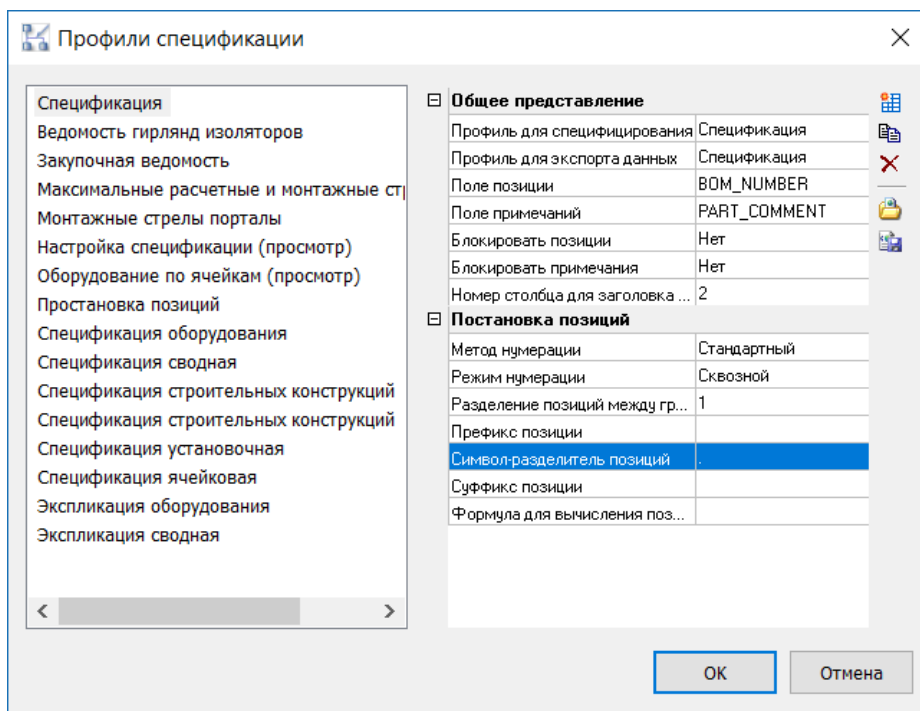 Профили спецификации
Спецификация
Ведомость гирлянд изоляторов
Закупочная ведомость
Максимальные расчетные и монтажные ст
Монтажные стрелы порталы
Настройка спецификации (просмотр)
Оборудование по ячейкам (просмотр)
Простановка позиций
Спецификация оборудования
Спецификация сводная
Спецификация строительных конструкций
Спецификация строительных конструкций
Спецификация установочная
Спецификация ячейковая
Экспликация оборудования
Экспликация сводная
Общее представление
Профиль для специфицирования Спецификация
Профиль для экспорта данных Спецификация
Поле позиции BOM_NUMBER
Поле примечаний PART_COMMENT
Блокировать позиции Нет
Блокировать примечания Нет
Номер столбца для заголовка ... 2
Постановка позиций
Метод нумерации Стандартный
Режим нумерации Сквозной
Разделение позиций между гр... 1
Префикс позиции
Символ-разделитель позиций .
Суффикс позиции
Формула для вычисления поз...
ОК Отмена